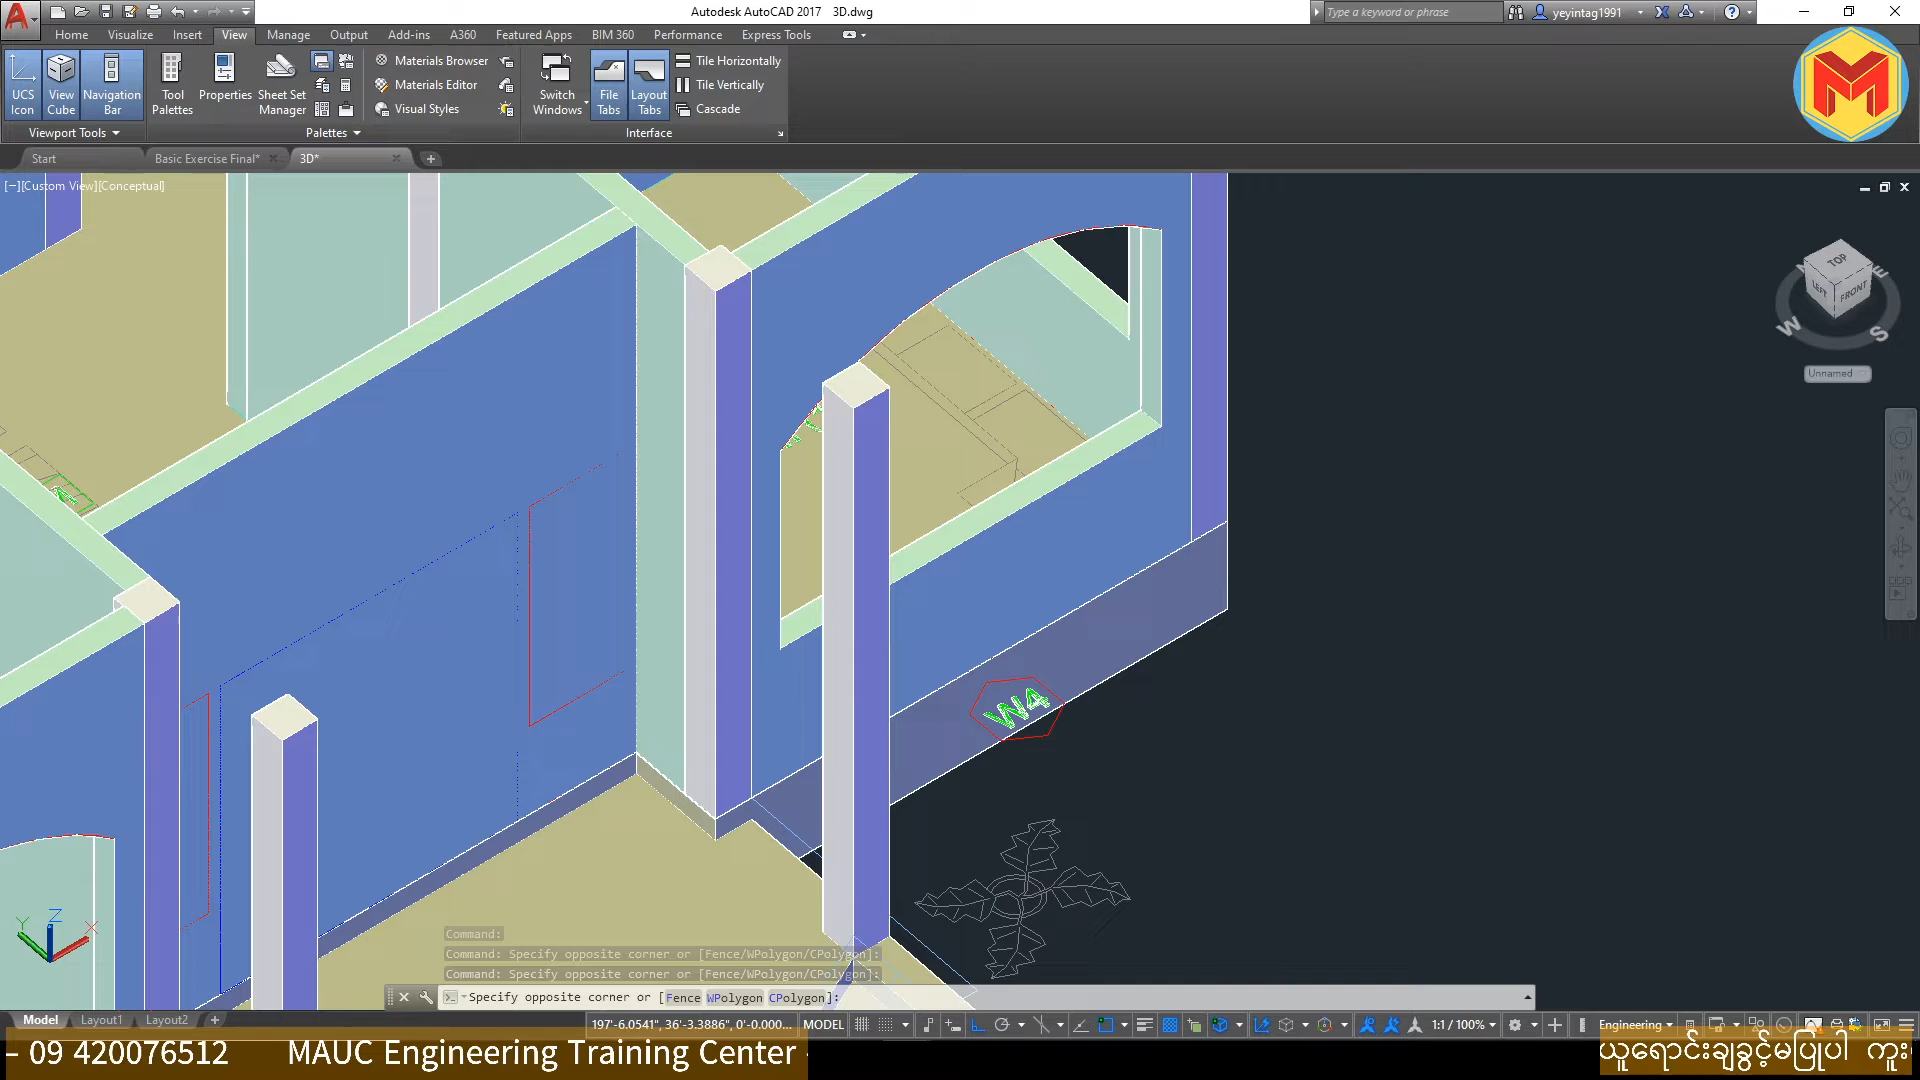 Autodesk AutoCAD 2017 3D.dwg
Type a keyword or phrase
yeyintag1991
Home Visualize Insert View Manage Output Add-ins A360 Featured Apps BIM 360 Performance Express Tools
UCS Icon
View Cube
Navigation Bar
Viewport Tools
Tool Palettes
Properties
Sheet Set Manager
Materials Browser
Materials Editor
Visual Styles
Palettes
Switch Windows
File Tabs
Layout Tabs
Tile Horizontally
Tile Vertically
Cascade
Interface
Start
Basic Exercise Final*
3D*
[−][Custom View][Conceptual]
TOP
LEFT
FRONT
E
W
S
Unnamed
W4
Z
Y
X
Command:
Command: Specify opposite corner or [Fence/WPolygon/CPolygon]:
Command: Specify opposite corner or [Fence/WPolygon/CPolygon]:
Specify opposite corner or [Fence WPolygon CPolygon]:
Model Layout1 Layout2
197'-6.0541", 36'-3.3886", 0'-0.000... MODEL
1:1 / 100%
Engineering
- 09 420076512 MAUC Engineering Training Center -
ယူရောင်းချခွင့်မပြုပါ ကူး